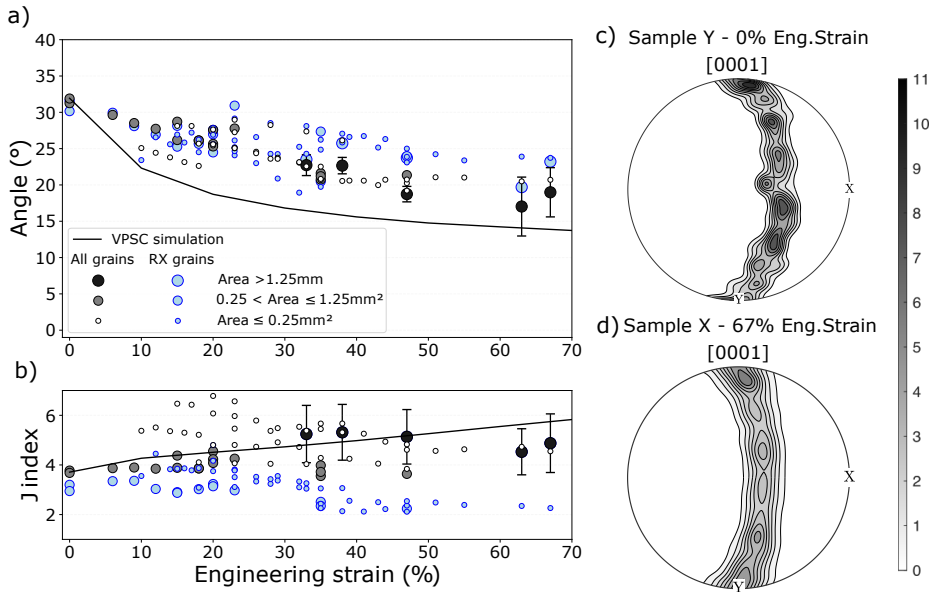 a)
40
35
30
25
20
15
10
5
0
Angle (°)
VPSC simulation
All grains RX grains
Area >1.25mm
0.25 < Area ≤ 1.25mm²
Area ≤ 0.25mm²
0 10 20 30 40 50 60 70
b)
6
4
2
J index
0 10 20 30 40 50 60 70
Engineering strain (%)
c) Sample Y - 0% Eng.Strain
[0001]
X
Y
d) Sample X - 67% Eng.Strain
[0001]
X
Y
11
10
9
8
7
6
5
4
3
2
1
0